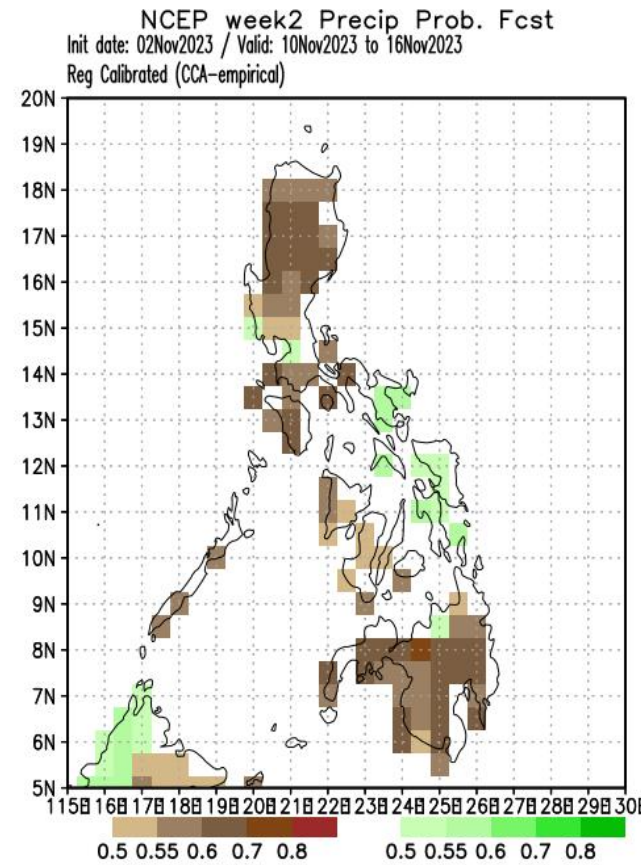 NCEP week2 Precip Prob. Fcst
Init date: 02Nov2023 / Valid: 10Nov2023 to 16Nov2023
Reg Calibrated (CCA-empirical)
20N
19N
18N
17N
16N
15N
14N
13N
12N
11N
10N
9N
8N
7N
6N
5N
115E 116E 117E 118E 119E 120E 121E 122E 123E 124E 125E 126E 127E 128E 129E 130E
0.5 0.55 0.6 0.7 0.8 0.5 0.55 0.6 0.7 0.8